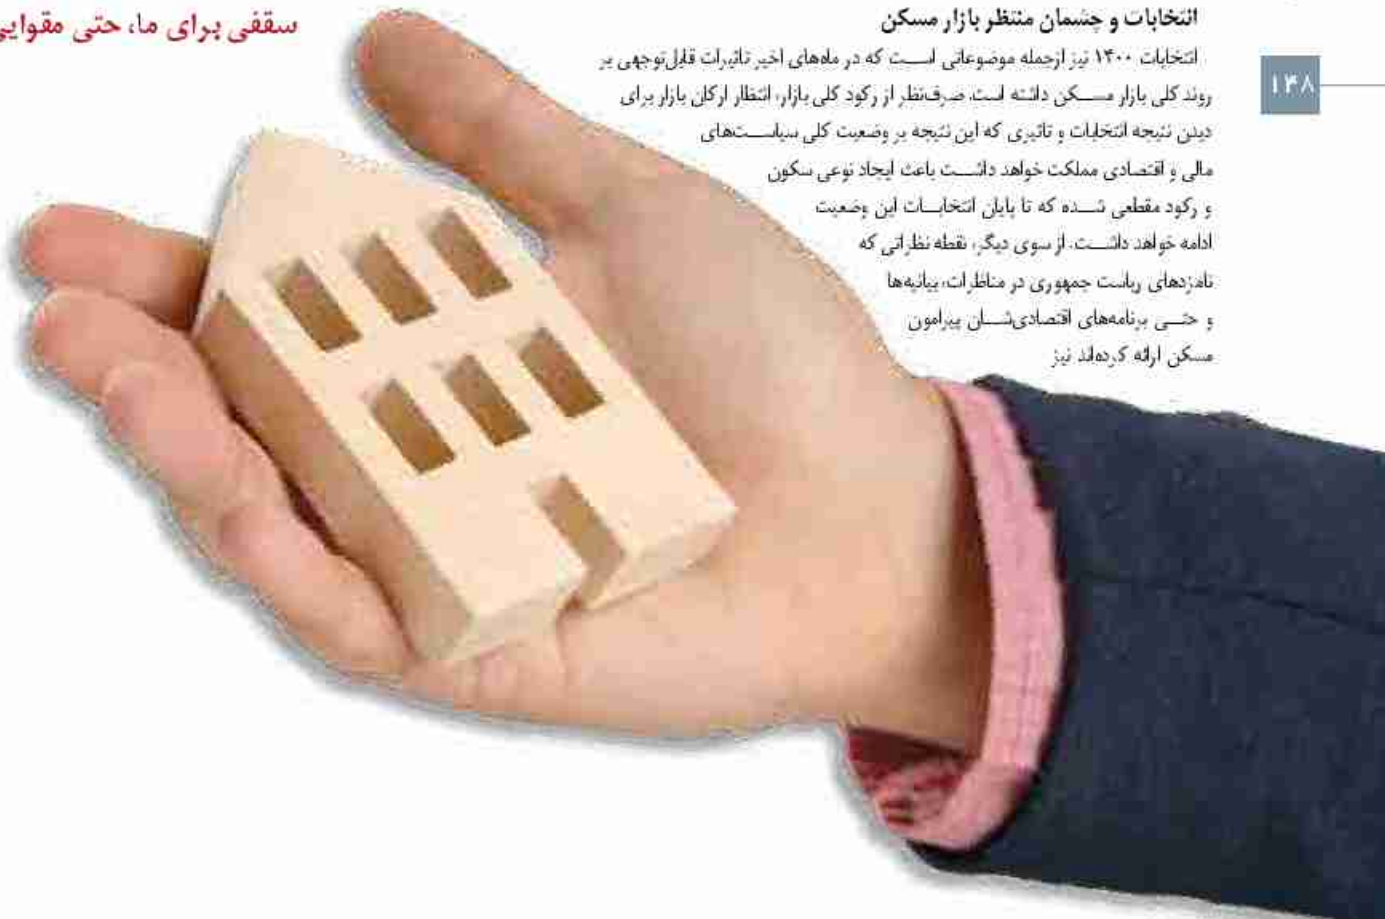 سقفی برای ما، حتی مقوایی
انتخابات و چشمان منتظر بازار مسکن
انتخابات ۱۴۰۰ نیز ازجمله موضوعاتی است که در ماه‌های اخیر تاثیرات قابل‌توجهی بر
روند کلی بازار مسکن داشته است. صرف‌نظر از رکود کلی بازار، انتظار ارکان بازار برای
دیدن نتیجه انتخابات و تاثیری که این نتیجه بر وضعیت کلی سیاست‌های
مالی و اقتصادی مملکت خواهد داشت باعث ایجاد نوعی سکون
و رکود مقطعی شده که تا پایان انتخابات این وضعیت
ادامه خواهد داشت. از سوی دیگر، نقطه نظراتی که
نامزدهای ریاست جمهوری در مناظرات، بیانیه‌ها
و حتی برنامه‌های اقتصادی‌شان پیرامون
مسکن ارائه کرده‌اند نیز
۱۴۸